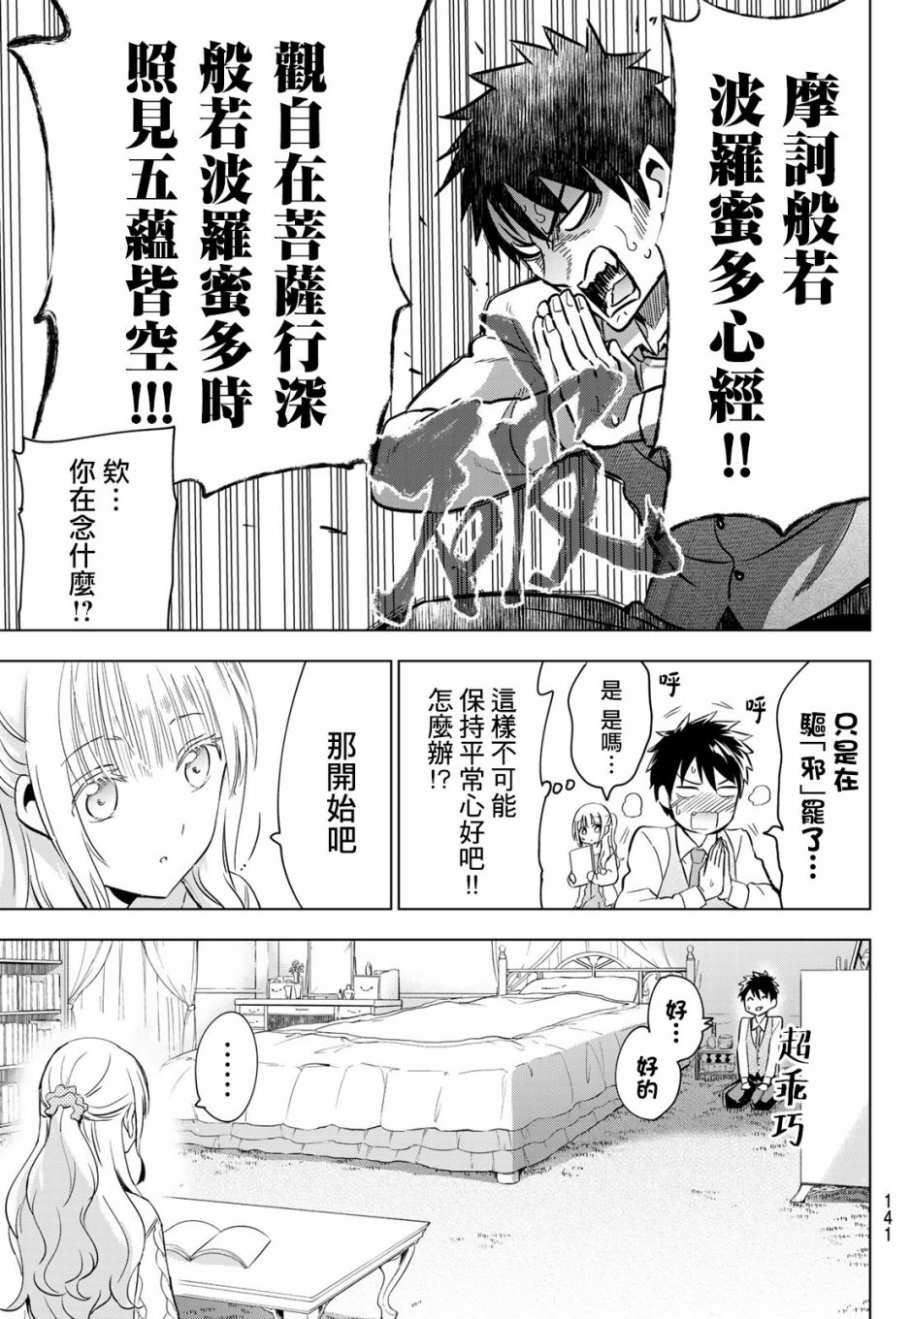 摩訶般若
波羅蜜多心經!!
觀自在菩薩行深
般若波羅蜜多時
照見五蘊皆空!!!
破
欸…
你在念什麼!?
只是在
驅「邪」罷了…
呼
呼
是 是嗎…
這樣不可能
保持平常心好吧!!
怎麼辦!?
那開始吧
超乖巧
好…
好的
……
141